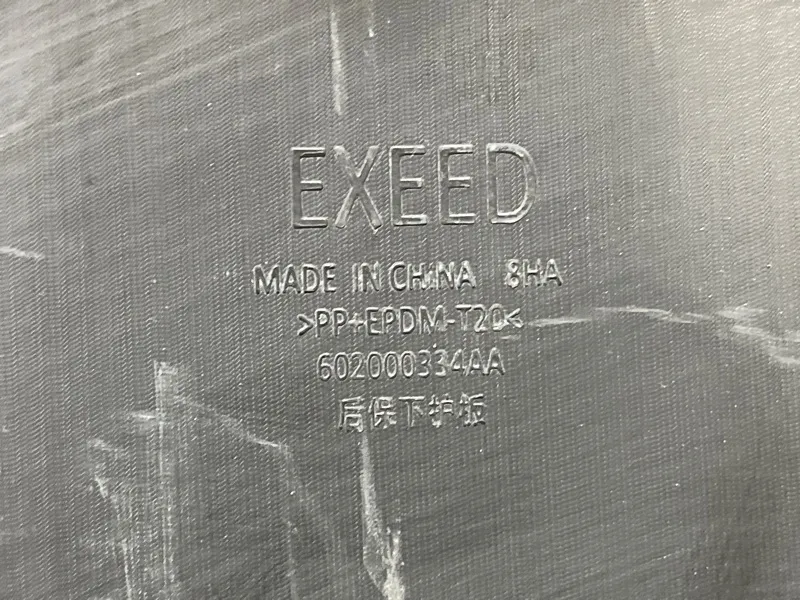 EXEED
MADE IN CHINA 8HA
>PP+EPDM-T20<
602000334AA
后保下护板